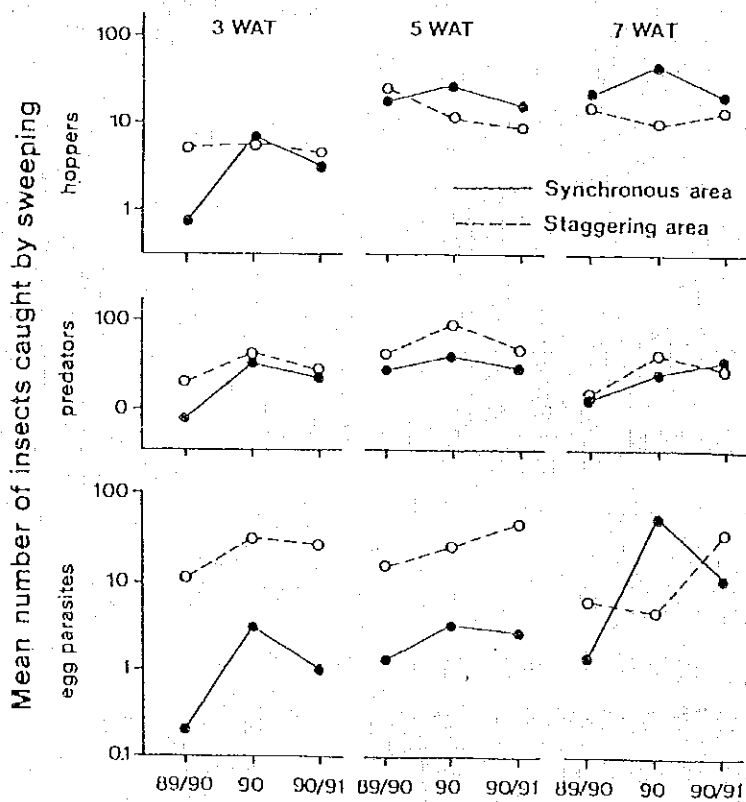 3 WAT 5 WAT 7 WAT
100
10
1
hoppers
Synchronous area
Staggering area
100
0
predators
100
10
1
0.1
egg parasites
Mean number of insects caught by sweeping
89/90 90 90/91 89/90 90 90/91 89/90 90 90/91